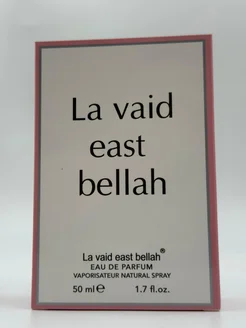 La vaid
east
bellah
La vaid east bellah®
EAU DE PARFUM
VAPORISATEUR NATURAL SPRAY
50 ml℮ 1.7 fl.oz.